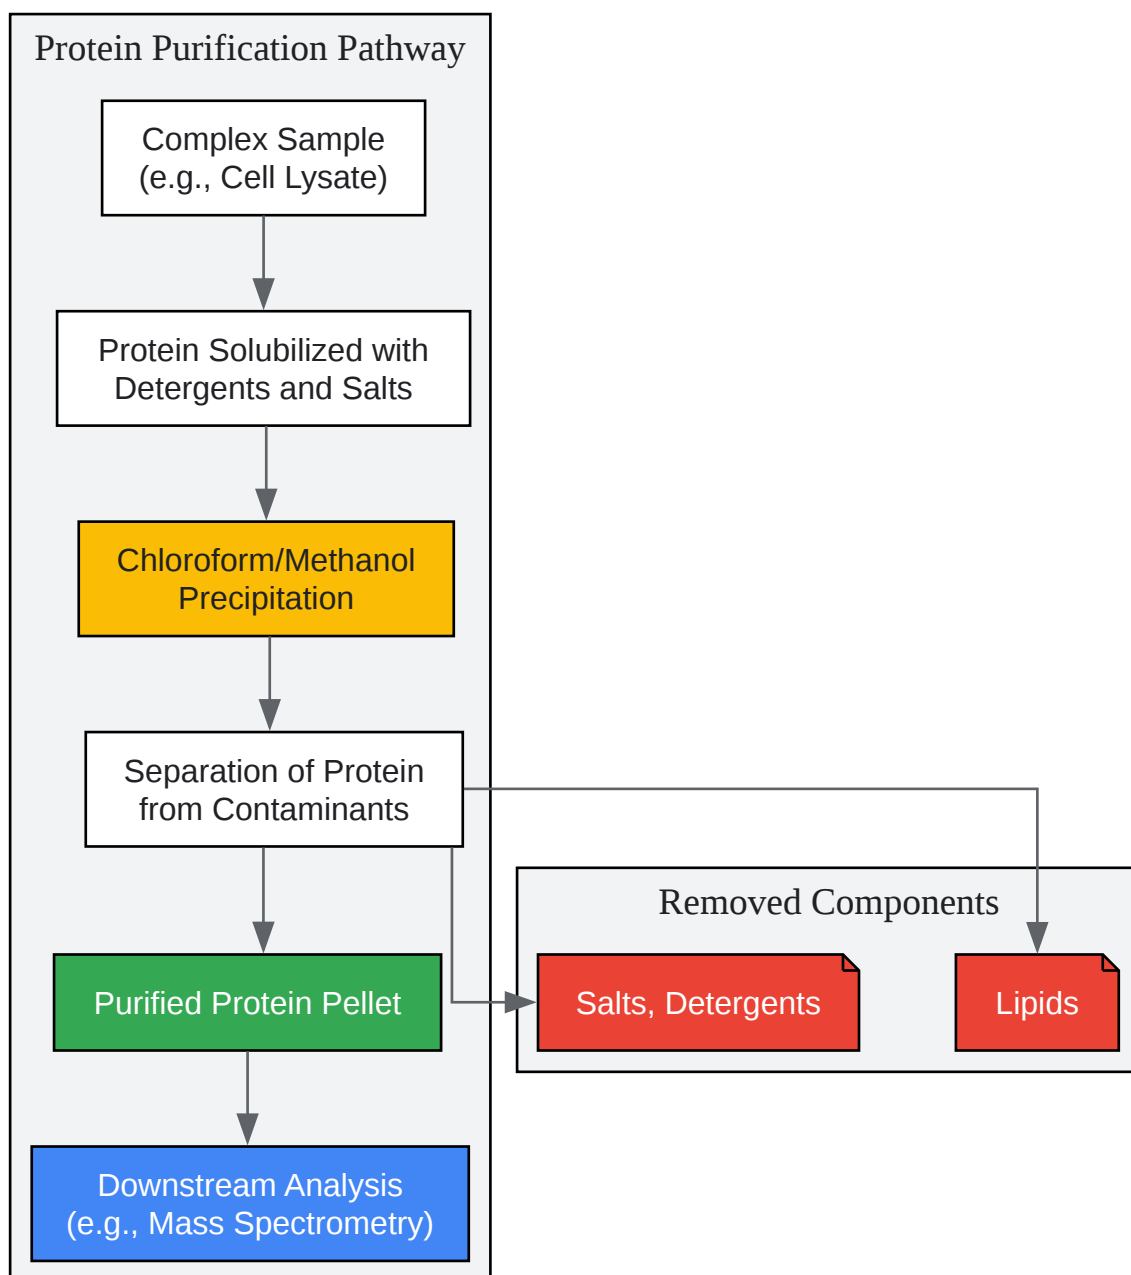 Protein Purification Pathway
Complex Sample
(e.g., Cell Lysate)
Protein Solubilized with
Detergents and Salts
Chloroform/Methanol
Precipitation
Separation of Protein
from Contaminants
Removed Components
Purified Protein Pellet
Salts, Detergents
Lipids
Downstream Analysis
(e.g., Mass Spectrometry)